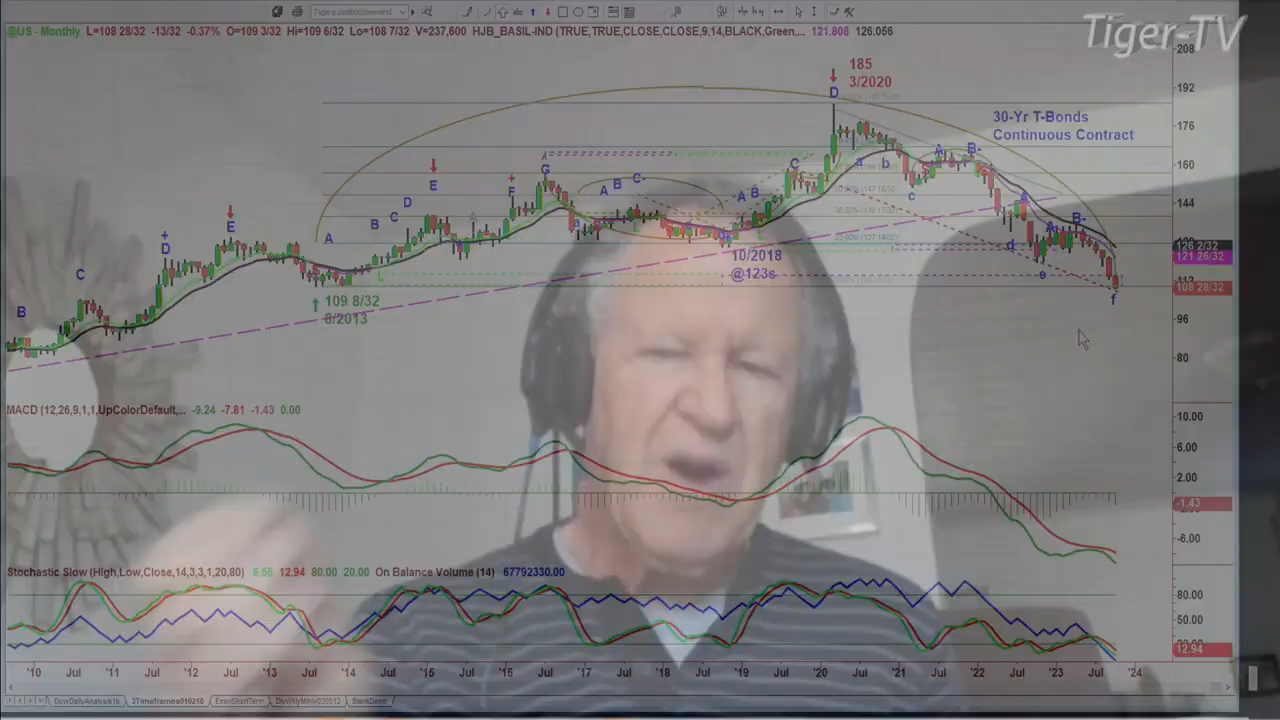 Tiger-TV
@US - Monthly L=108 28/32 -13/32 -0.37% O=109 3/32 Hi=109 6/32 Lo=108 7/32 V=237,600 HJB_BASIL-IND (TRUE,TRUE,CLOSE,CLOSE,9,14,BLACK,Green,... 121.808 126.056
208
185
3/2020
192
D
30-Yr T-Bonds
Continuous Contract
176
160
144
126 2/32
121 26/32
112
108 28/32
96
80
B
C
D
E
A
B
C
D
E
F
G
A
B
C
A
B
C
a
b
c
A
B
d
e
f
10/2018
@123s
109 8/32
8/2013
MACD (12,26,9,1,1,UpColorDefault,... -9.24 -7.81 -1.43 0.00
10.00
6.00
2.00
-1.43
-6.00
Stochastic Slow (High,Low,Close,14,3,3,1,20,80) 6.66 12.94 80.00 20.00 On Balance Volume (14) 67792330.00
80.00
50.00
12.94
'10 Jul '11 Jul '12 Jul '13 Jul '14 Jul '15 Jul '16 Jul '17 Jul '18 Jul '19 Jul '20 Jul '21 Jul '22 Jul '23 Jul '24